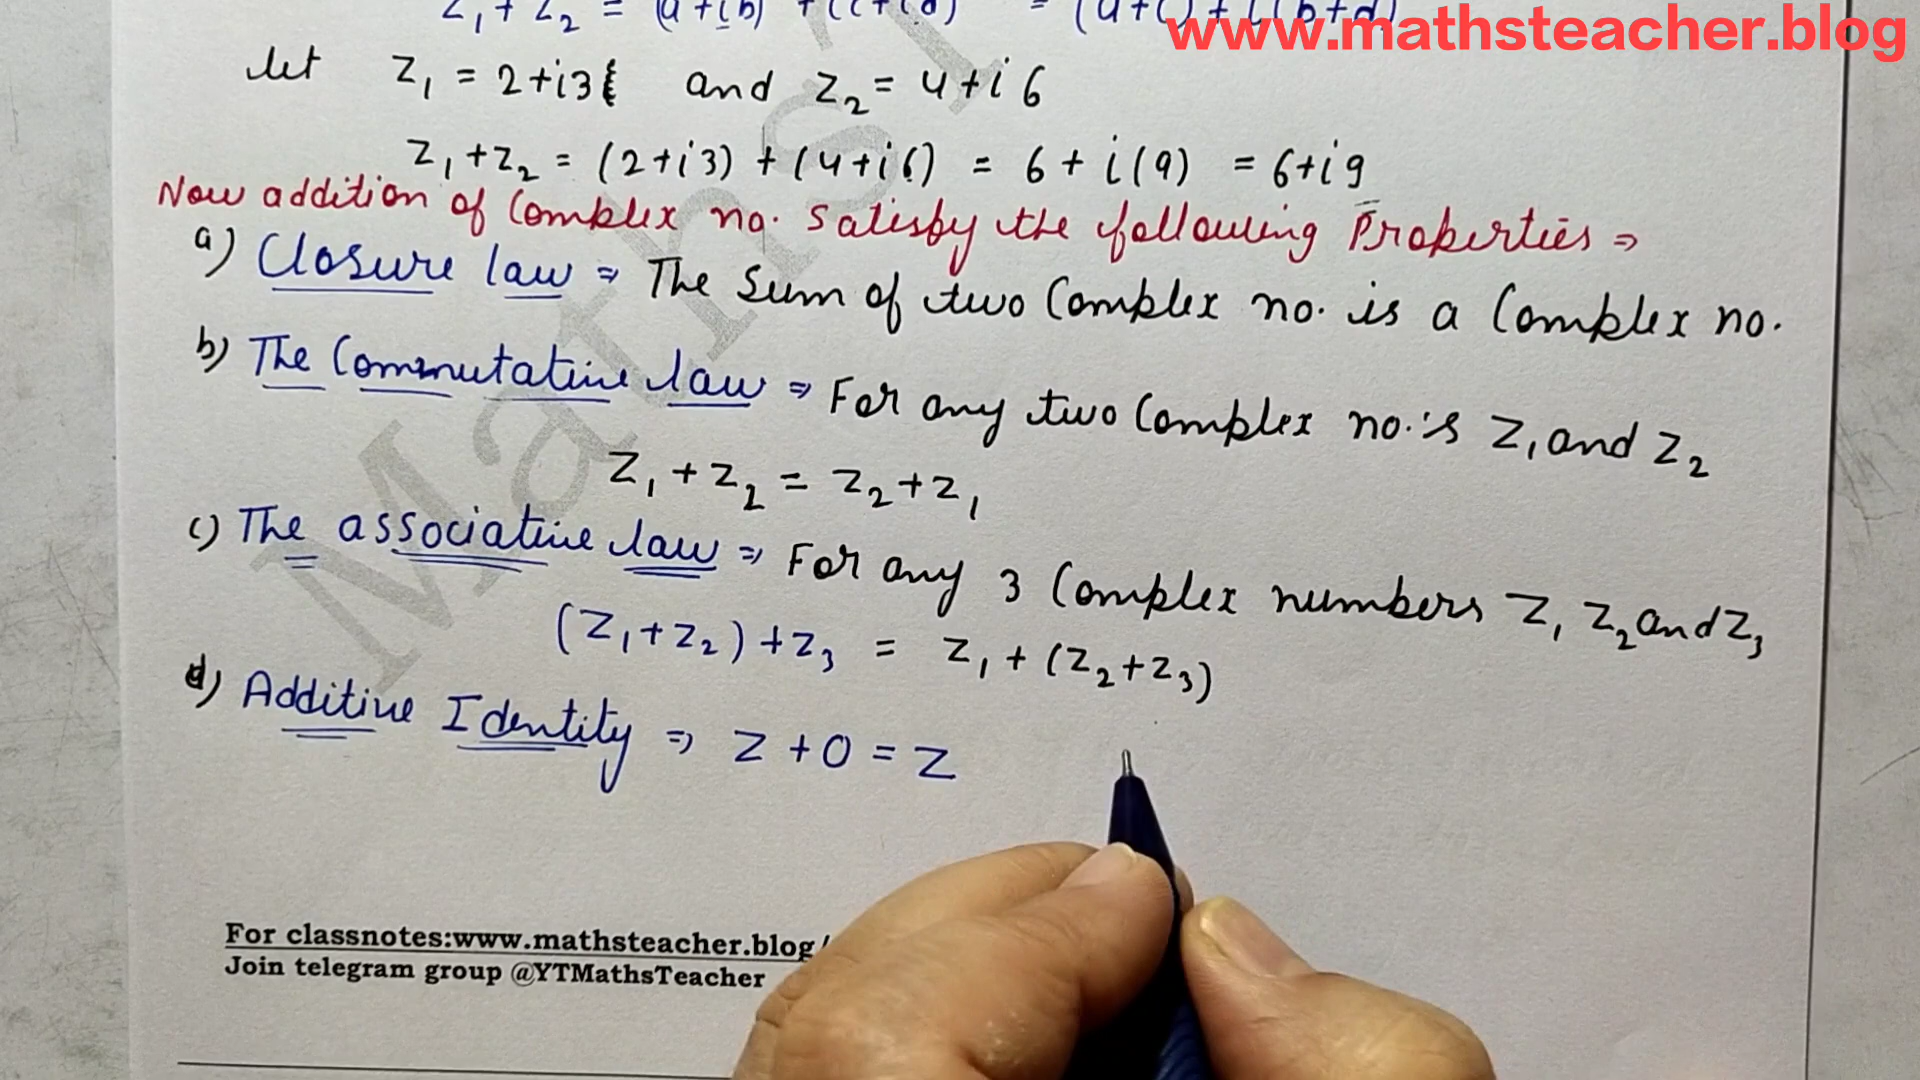 Z₁ + Z₂ = (a+ib) + (c+id) = (a+c) + i(b+d)
www.mathsteacher.blog
let Z₁ = 2+i3 and Z₂ = 4+i6
Z₁+Z₂ = (2+i3) + (4+i6) = 6 + i(9) = 6+i9
Now addition of Complex no. satisfy the following Properties ⇒
a) Closure law ⇒ The Sum of two Complex no. is a Complex no.
b) The Commutative law ⇒ For any two Complex no.'s Z₁ and Z₂
Z₁ + Z₂ = Z₂ + Z₁
c) The associative law ⇒ For any 3 Complex numbers Z₁ Z₂ and Z₃
(Z₁+Z₂) + Z₃ = Z₁ + (Z₂+Z₃)
d) Additive Identity ⇒ Z + 0 = Z
For classnotes:www.mathsteacher.blog/
Join telegram group @YTMathsTeacher